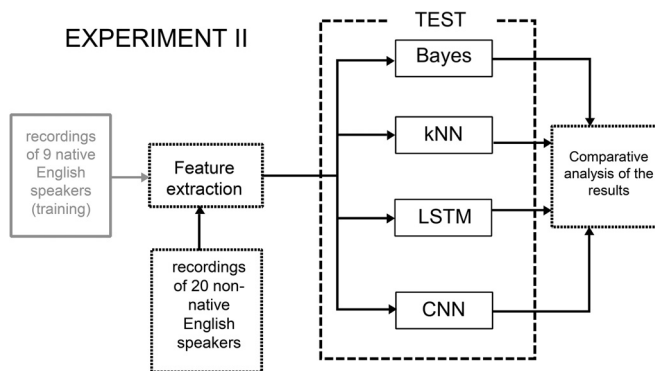 EXPERIMENT II
TEST
Bayes
kNN
LSTM
CNN
recordings
of 9 native
English
speakers
(training)
Feature
extraction
recordings
of 20 non-
native
English
speakers
Comparative
analysis of the
results